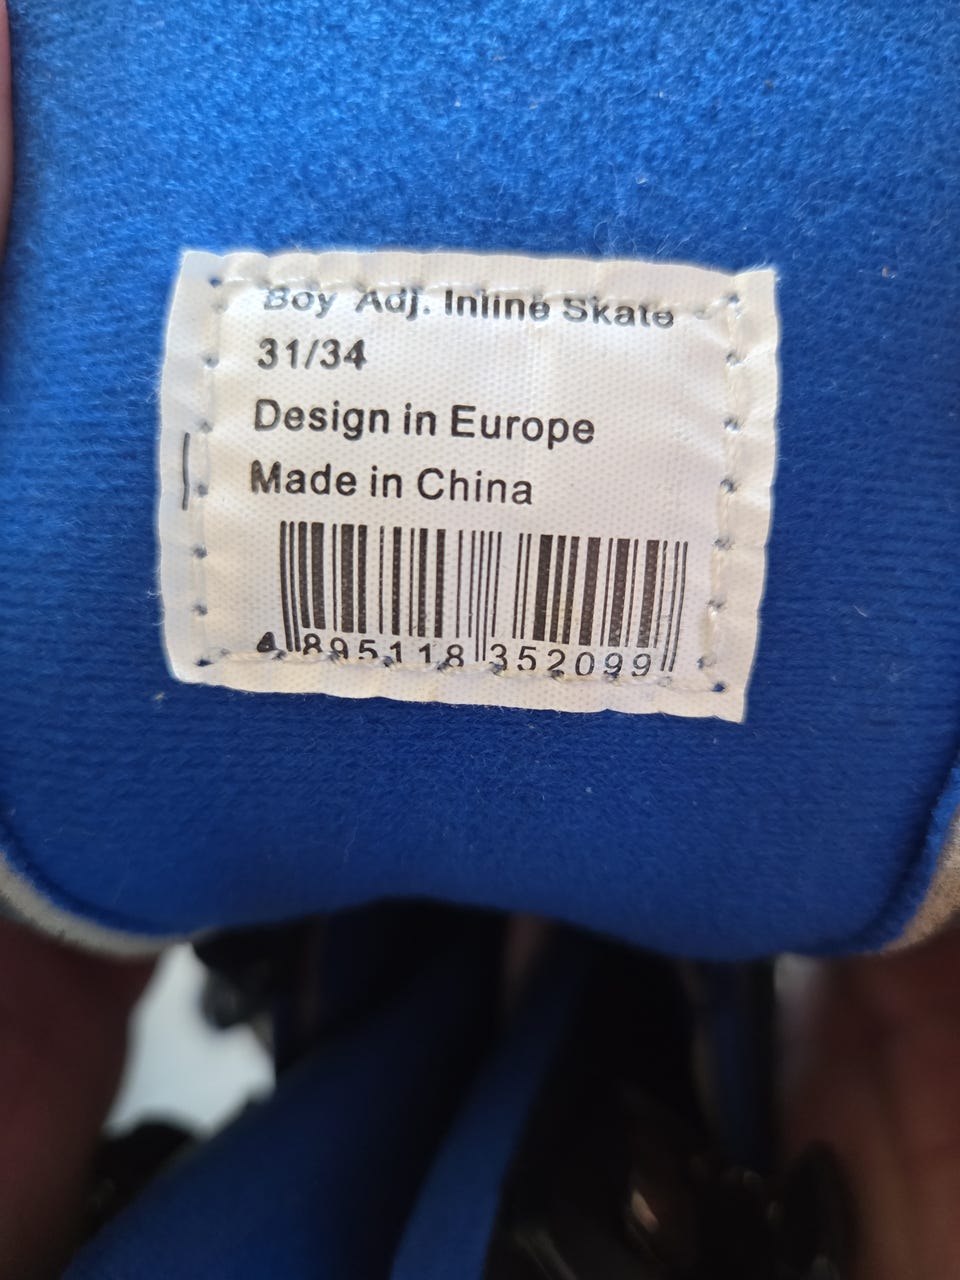 Boy Adj. Inline Skate
31/34
Design in Europe
Made in China
4 895118 352099